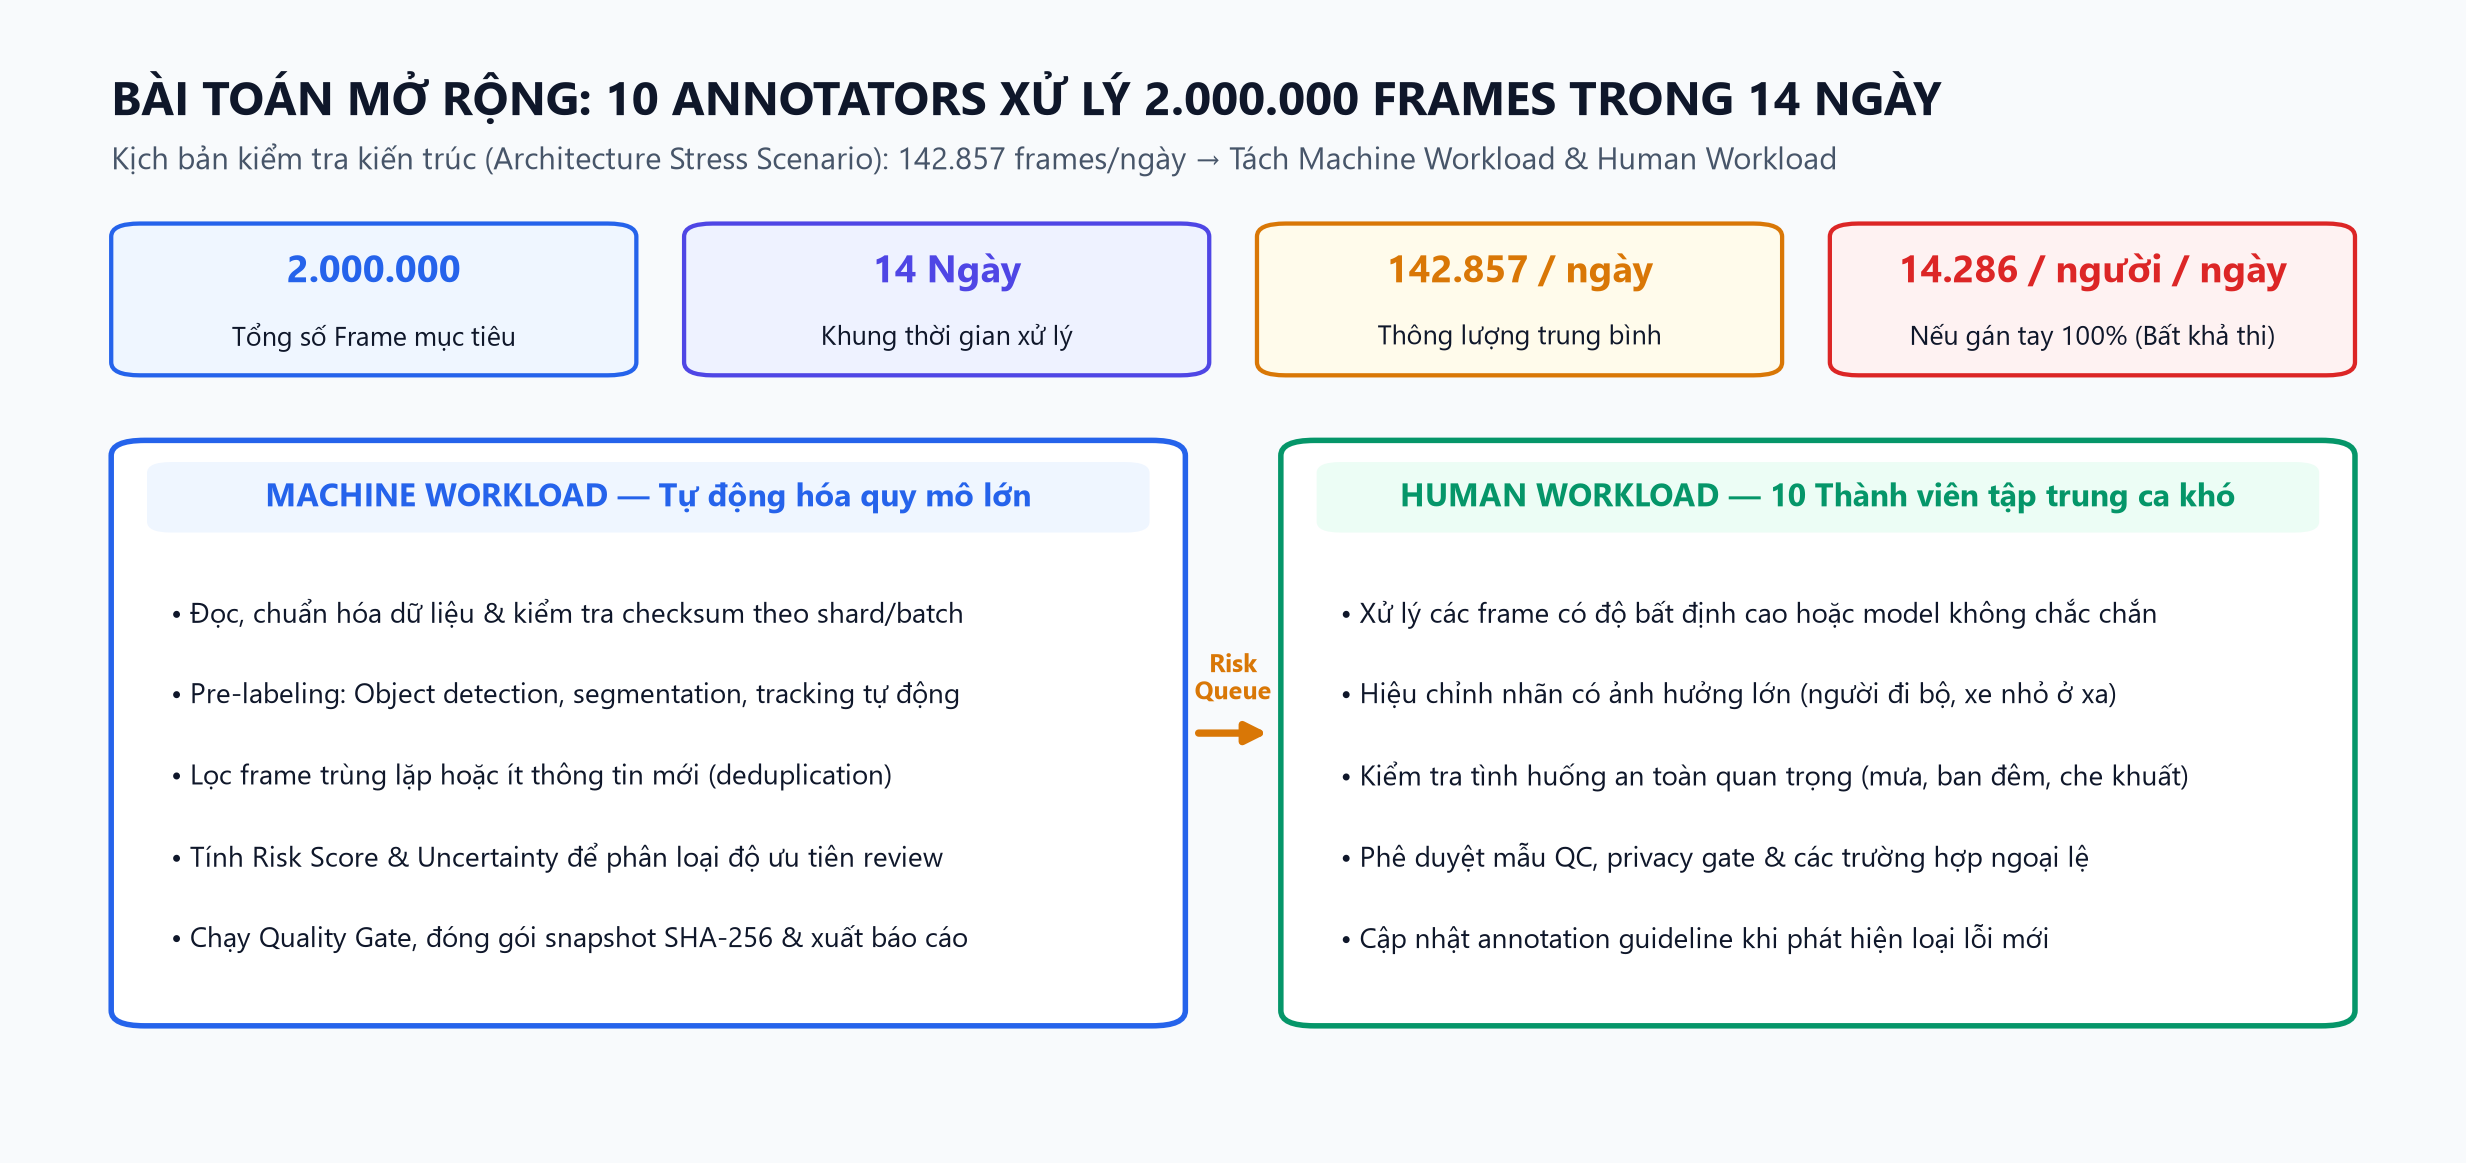 BÀI TOÁN MỞ RỘNG: 10 ANNOTATORS XỬ LÝ 2.000.000 FRAMES TRONG 14 NGÀY
Kịch bản kiểm tra kiến trúc (Architecture Stress Scenario): 142.857 frames/ngày → Tách Machine Workload & Human Workload
2.000.000
Tổng số Frame mục tiêu
14 Ngày
Khung thời gian xử lý
142.857 / ngày
Thông lượng trung bình
14.286 / người / ngày
Nếu gán tay 100% (Bất khả thi)
MACHINE WORKLOAD — Tự động hóa quy mô lớn
• Đọc, chuẩn hóa dữ liệu & kiểm tra checksum theo shard/batch
• Pre-labeling: Object detection, segmentation, tracking tự động
• Lọc frame trùng lặp hoặc ít thông tin mới (deduplication)
• Tính Risk Score & Uncertainty để phân loại độ ưu tiên review
• Chạy Quality Gate, đóng gói snapshot SHA-256 & xuất báo cáo
Risk
Queue
HUMAN WORKLOAD — 10 Thành viên tập trung ca khó
• Xử lý các frame có độ bất định cao hoặc model không chắc chắn
• Hiệu chỉnh nhãn có ảnh hưởng lớn (người đi bộ, xe nhỏ ở xa)
• Kiểm tra tình huống an toàn quan trọng (mưa, ban đêm, che khuất)
• Phê duyệt mẫu QC, privacy gate & các trường hợp ngoại lệ
• Cập nhật annotation guideline khi phát hiện loại lỗi mới